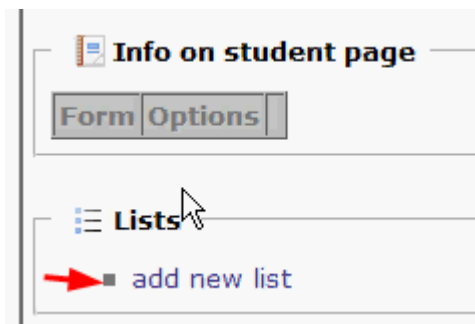 Info on student page
Form Options
Lists
add new list